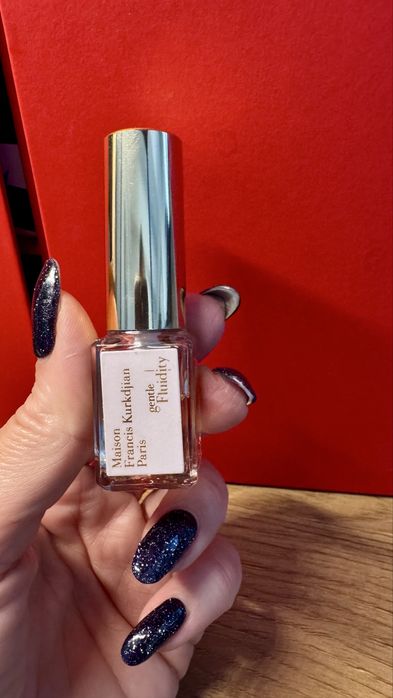 Maison
Francis Kurkdjian
Paris
gentle
Fluidity